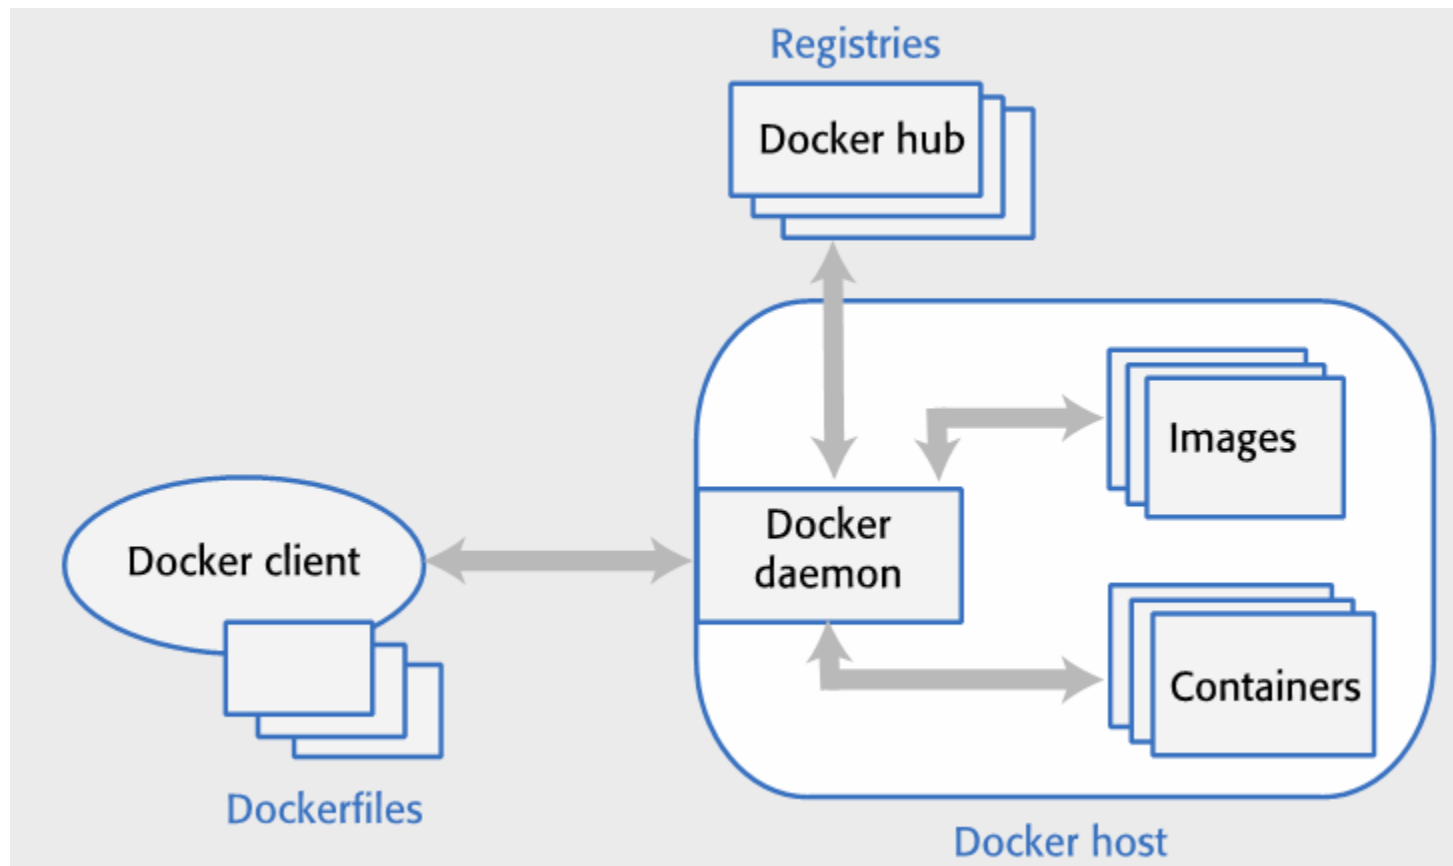 Registries
Docker hub
Images
Docker
daemon
Docker client
Containers
Dockerfiles
Docker host